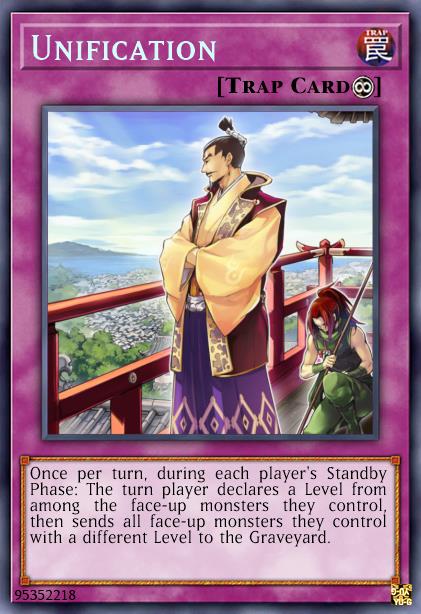 Unification
TRAP
罠
[Trap Card]
Once per turn, during each player's Standby
Phase: The turn player declares a Level from
among the face-up monsters they control,
then sends all face-up monsters they control
with a different Level to the Graveyard.
95352218